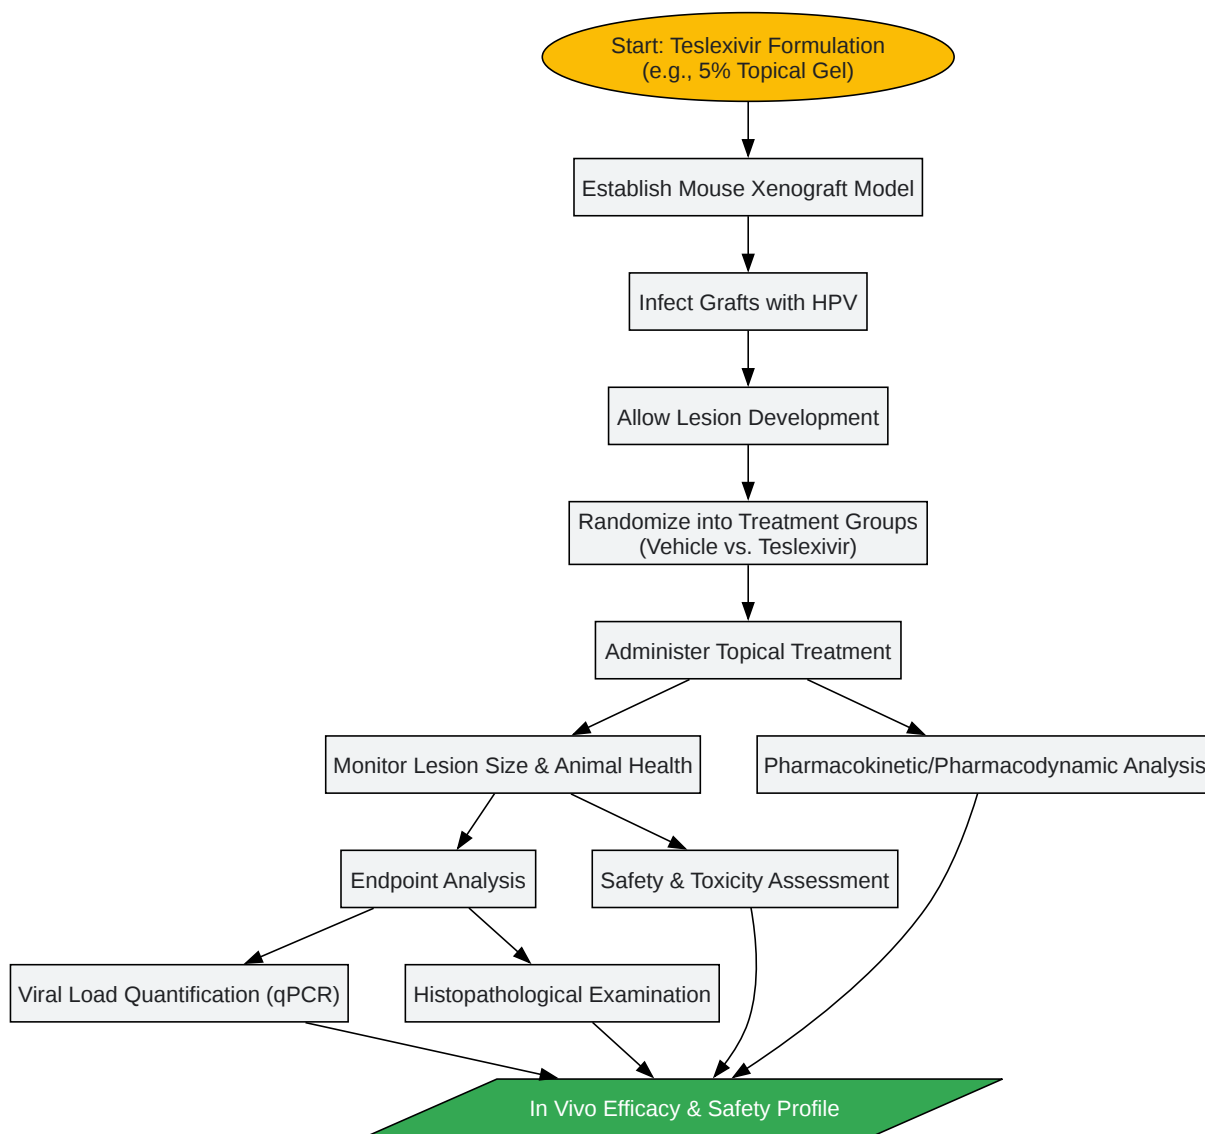 Start: Teslexivir Formulation
(e.g., 5% Topical Gel)
Establish Mouse Xenograft Model
Infect Grafts with HPV
Allow Lesion Development
Randomize into Treatment Groups
(Vehicle vs. Teslexivir)
Administer Topical Treatment
Monitor Lesion Size & Animal Health
Pharmacokinetic/Pharmacodynamic Analysis
Endpoint Analysis
Safety & Toxicity Assessment
Viral Load Quantification (qPCR)
Histopathological Examination
In Vivo Efficacy & Safety Profile